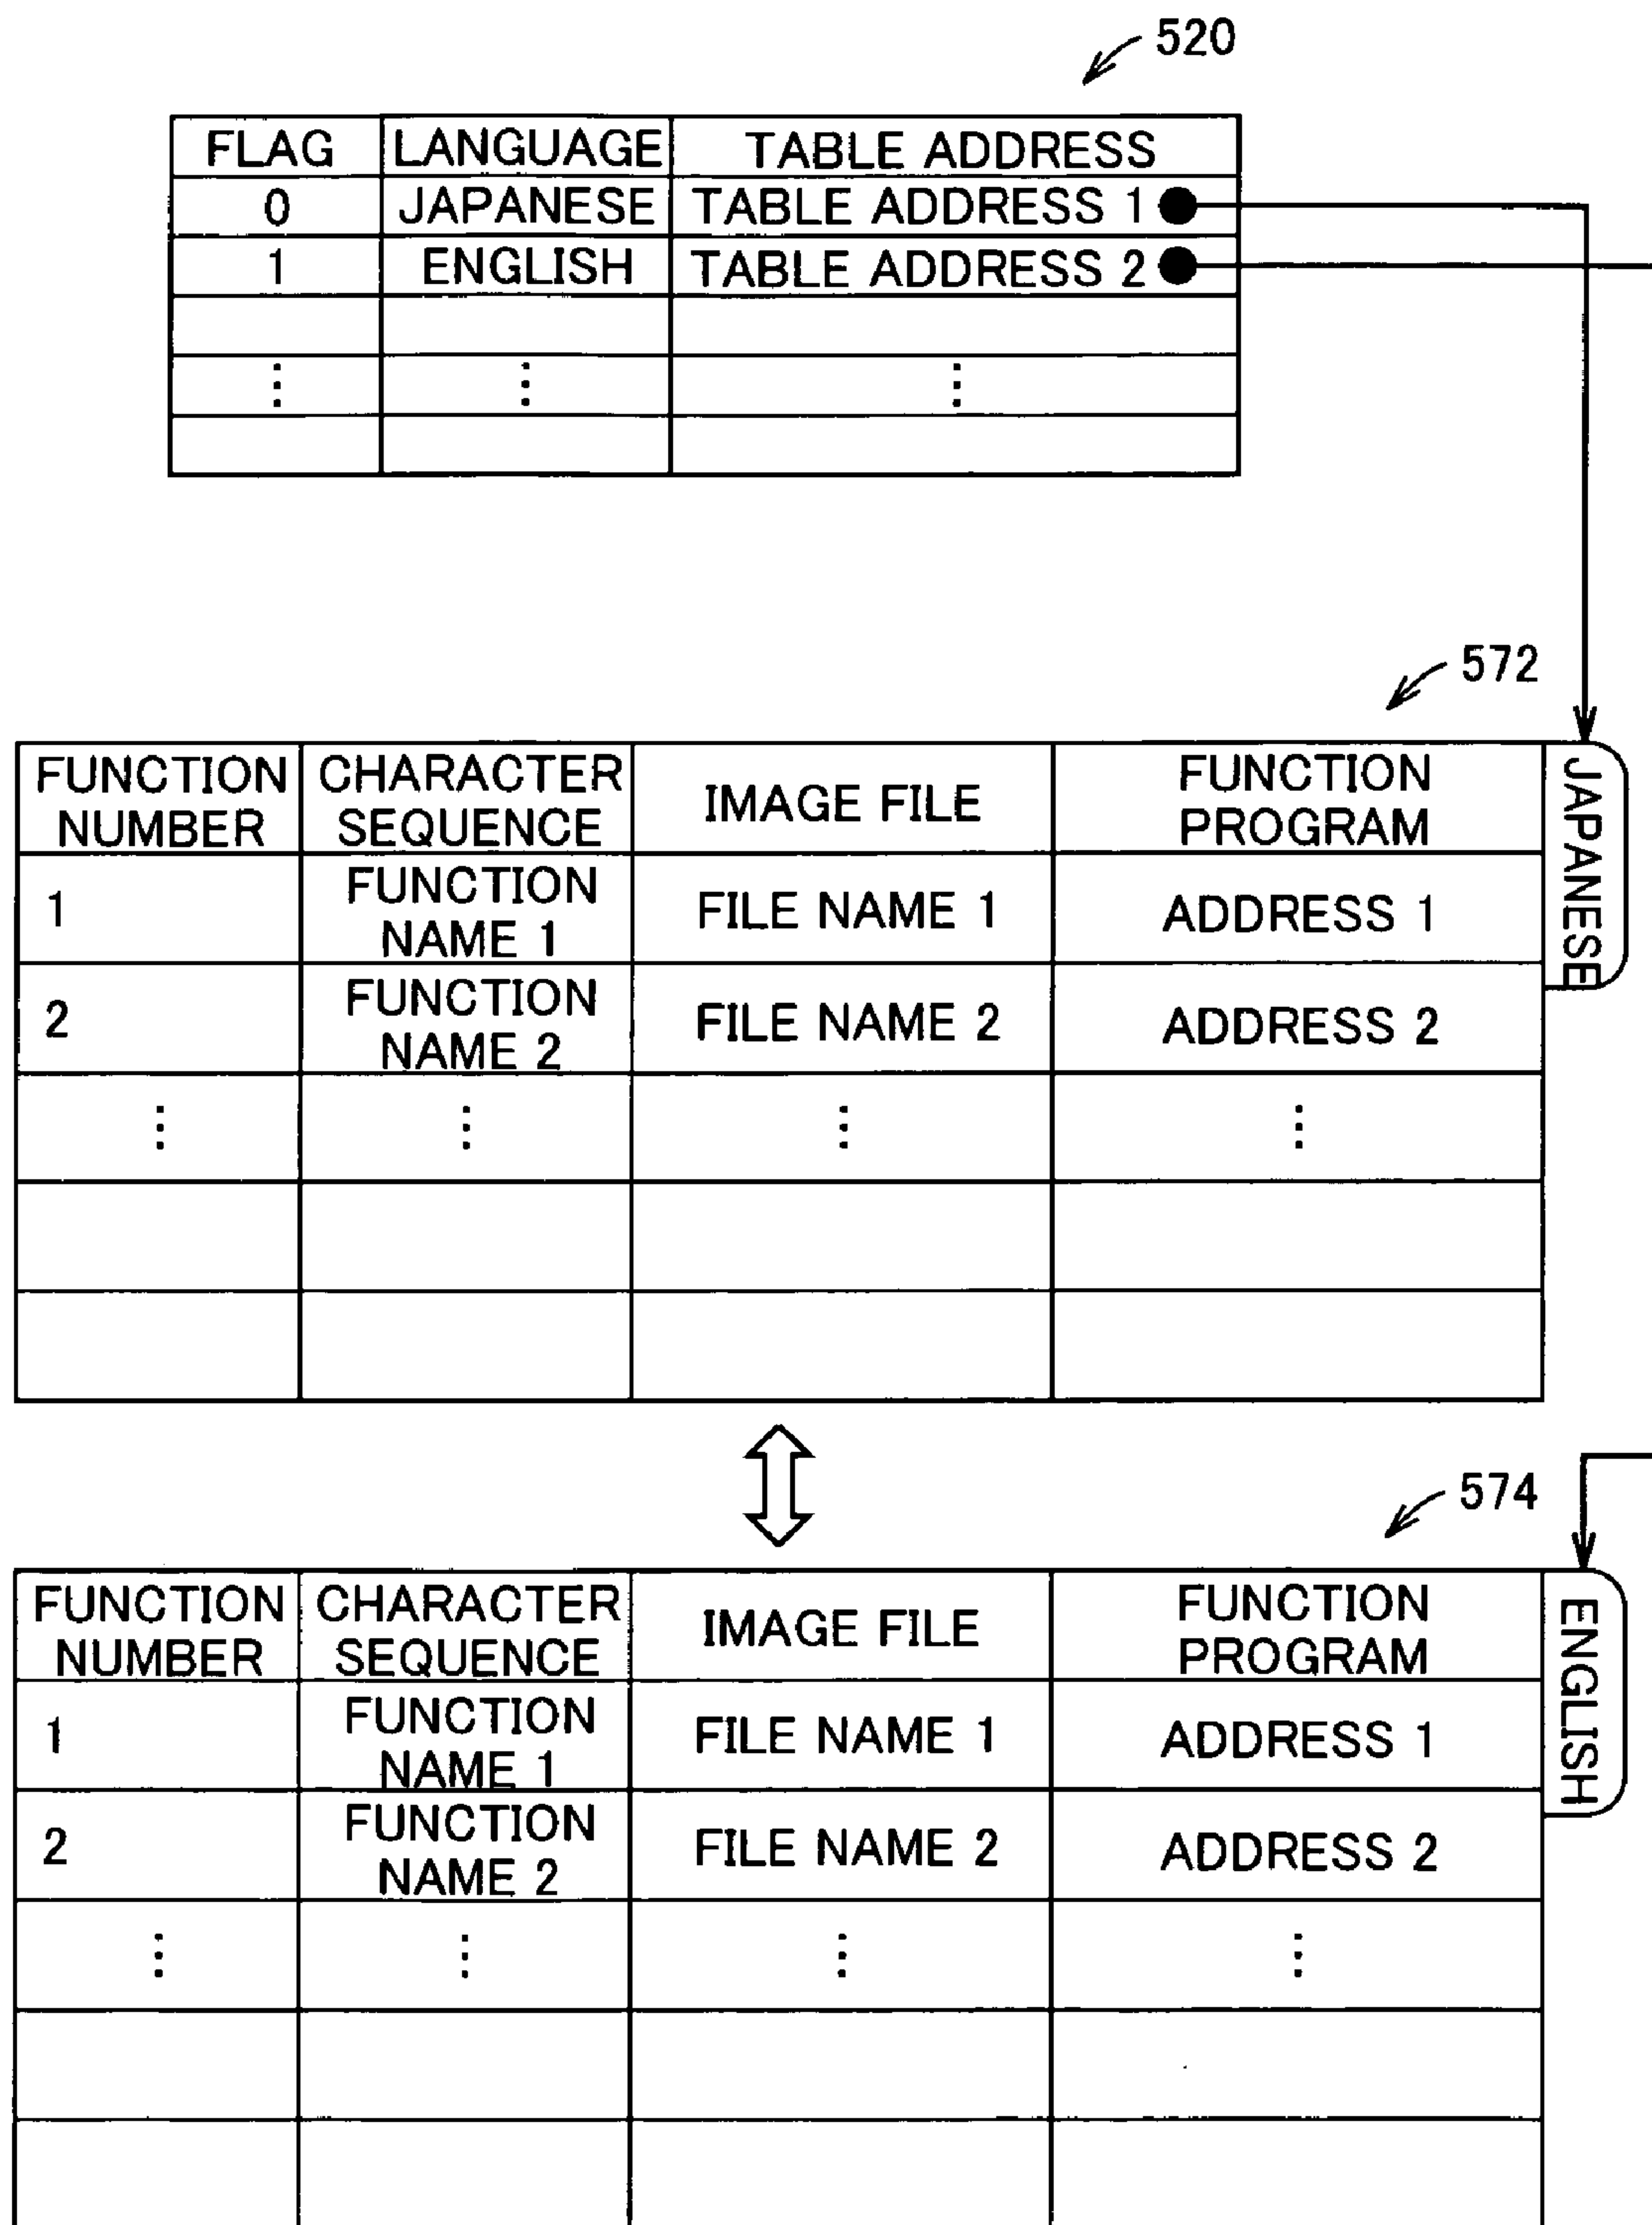 520
FLAG LANGUAGE TABLE ADDRESS
0 JAPANESE TABLE ADDRESS 1
1 ENGLISH TABLE ADDRESS 2
⋮ ⋮ ⋮
572
FUNCTION NUMBER CHARACTER SEQUENCE IMAGE FILE FUNCTION PROGRAM
JAPANESE
1 FUNCTION NAME 1 FILE NAME 1 ADDRESS 1
2 FUNCTION NAME 2 FILE NAME 2 ADDRESS 2
⋮ ⋮ ⋮ ⋮
574
FUNCTION NUMBER CHARACTER SEQUENCE IMAGE FILE FUNCTION PROGRAM
ENGLISH
1 FUNCTION NAME 1 FILE NAME 1 ADDRESS 1
2 FUNCTION NAME 2 FILE NAME 2 ADDRESS 2
⋮ ⋮ ⋮ ⋮